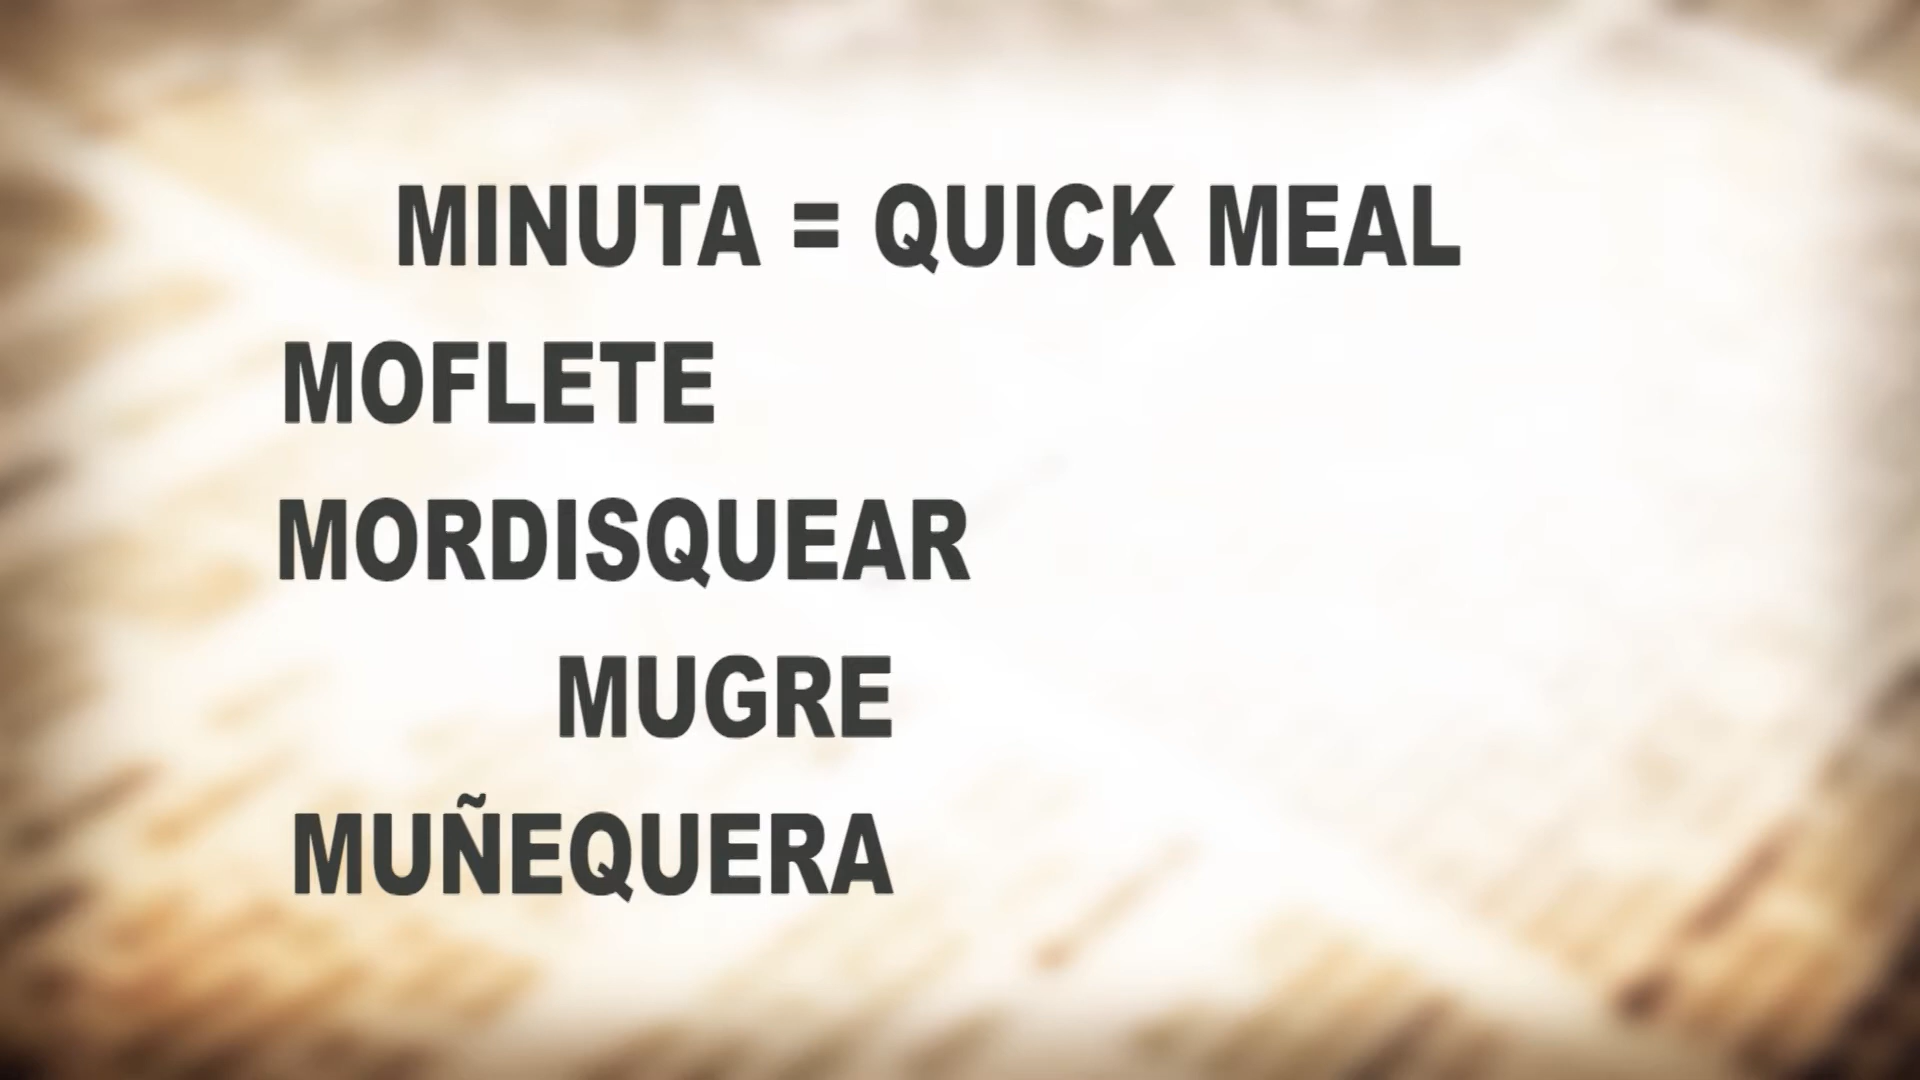 MINUTA = QUICK MEAL
MOFLETE
MORDISQUEAR
MUGRE
MUÑEQUERA